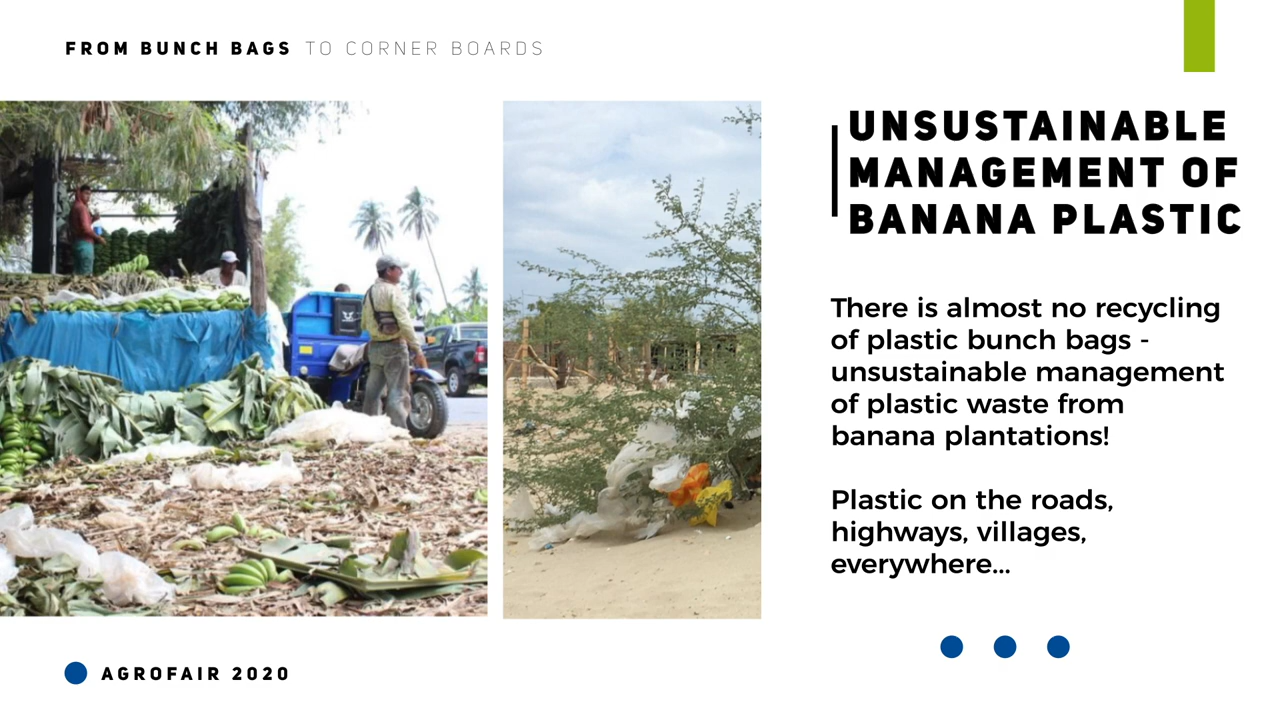 FROM BUNCH BAGS TO CORNER BOARDS
UNSUSTAINABLE
MANAGEMENT OF
BANANA PLASTIC
There is almost no recycling
of plastic bunch bags -
unsustainable management
of plastic waste from
banana plantations!
Plastic on the roads,
highways, villages,
everywhere...
AGROFAIR 2020